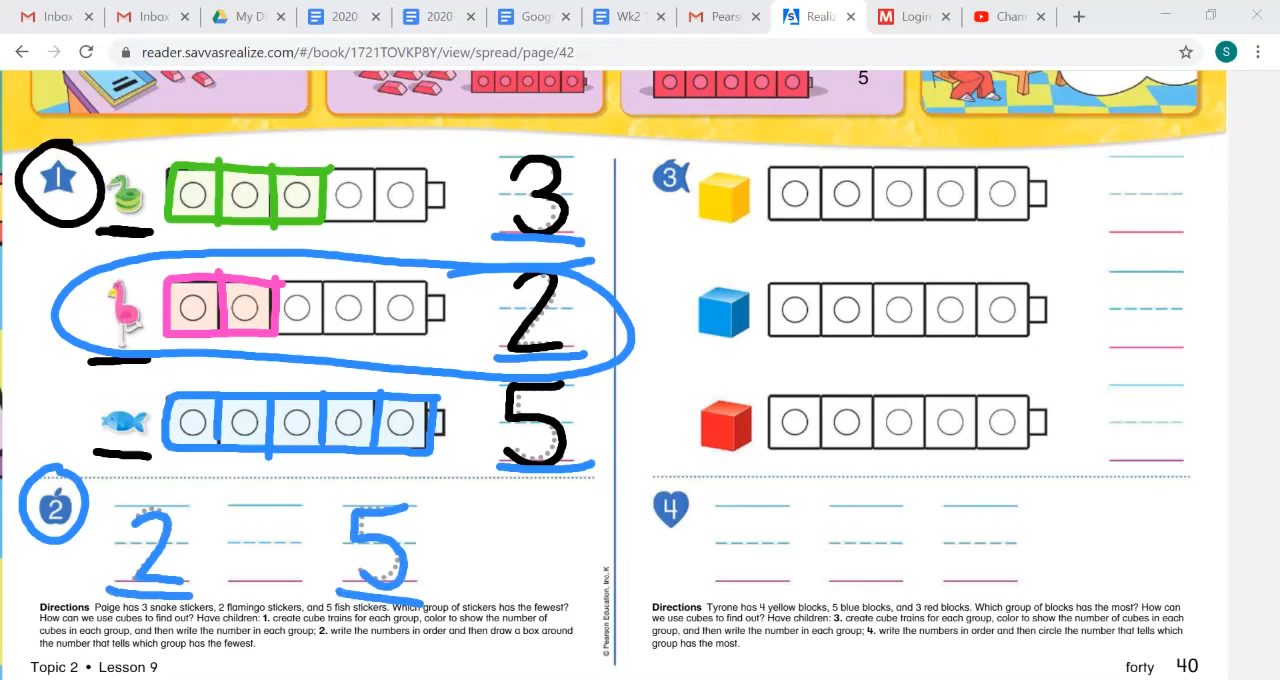 Inbox
Inbox
My D
2020
2020-
Goog
Wk2 T
Pears
Realiz
Login
Chan
reader.savvasrealize.com/#/book/1721TOVKP8Y/view/spread/page/42
S
5
1
3
2
5
2
2 5
Directions Paige has 3 snake stickers, 2 flamingo stickers, and 5 fish stickers. Which group of stickers has the fewest?
How can we use cubes to find out? Have children: 1. create cube trains for each group, color to show the number of
cubes in each group, and then write the number in each group; 2. write the numbers in order and then draw a box around
the number that tells which group has the fewest.
Topic 2 • Lesson 9
© Pearson Education, Inc. K
3
4
Directions Tyrone has 4 yellow blocks, 5 blue blocks, and 3 red blocks. Which group of blocks has the most? How can
we use cubes to find out? Have children: 3. create cube trains for each group, color to show the number of cubes in each
group, and then write the number in each group; 4. write the numbers in order and then circle the number that tells which
group has the most.
forty 40